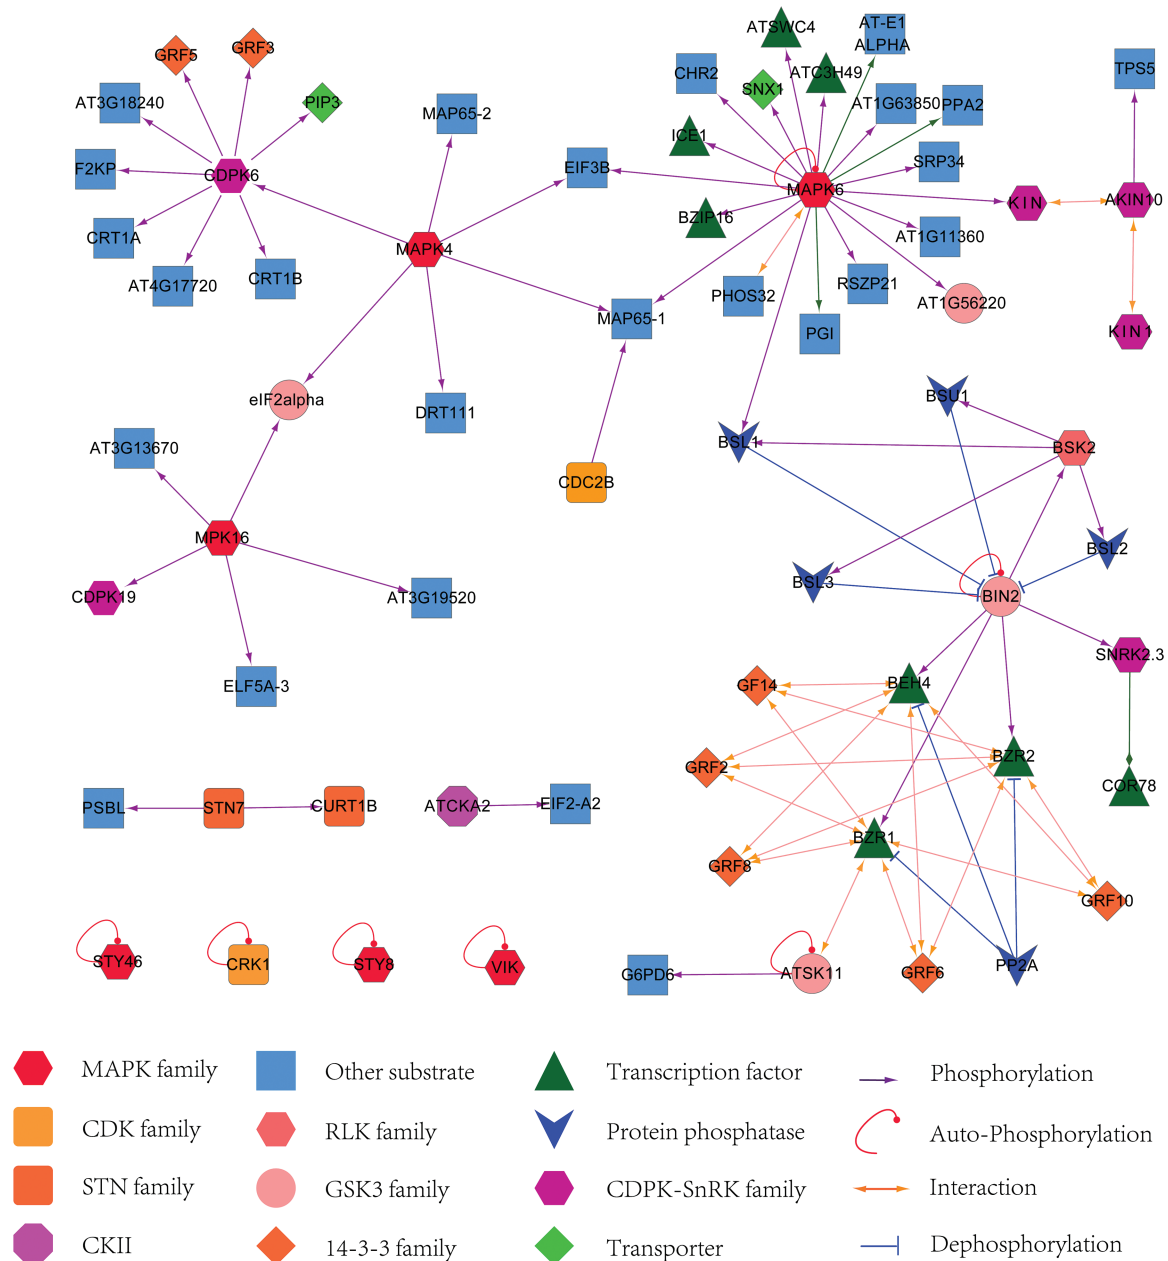 GRF5
GRF3
AT3G18240
PIP3
F2KP
CDPK6
CRT1A
AT4G17720
CRT1B
MAP65-2
EIF3B
MAPK4
MAP65-1
eIF2alpha
DRT111
CDC2B
AT3G13670
MPK16
CDPK19
AT3G19520
ELF5A-3
ATSWC4
AT-E1
ALPHA
CHR2
SNX1
ATC3H49
AT1G63850
PPA2
ICE1
SRP34
MAPK6
BZIP16
AT1G11360
PHOS32
RSZP21
AT1G56220
PGI
TPS5
KIN
AKIN10
KIN1
BSU1
BSL1
BSK2
BSL2
BSL3
BIN2
SNRK2.3
GF14
BEH4
GRF2
BZR2
COR78
BZR1
GRF8
GRF10
G6PD6
ATSK11
GRF6
PP2A
PSBL
STN7
CURT1B
ATCKA2
EIF2-A2
STY46
CRK1
STY8
VIK
MAPK family
Other substrate
Transcription factor
Phosphorylation
CDK family
RLK family
Protein phosphatase
Auto-Phosphorylation
STN family
GSK3 family
CDPK-SnRK family
Interaction
CKII
14-3-3 family
Transporter
Dephosphorylation